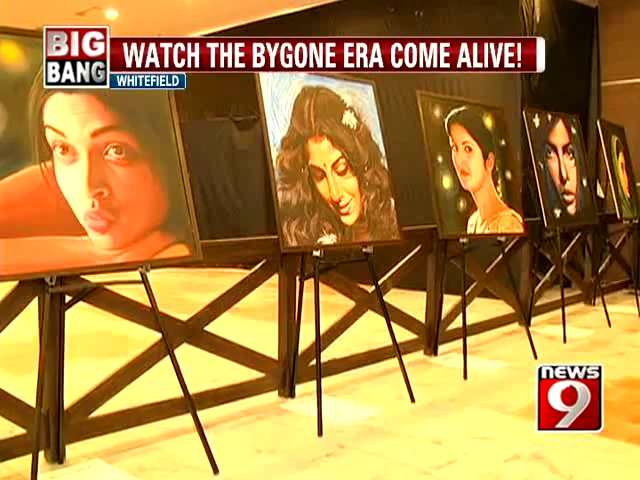 BIG
BANG
WATCH THE BYGONE ERA COME ALIVE!
WHITEFIELD
NEWS
9